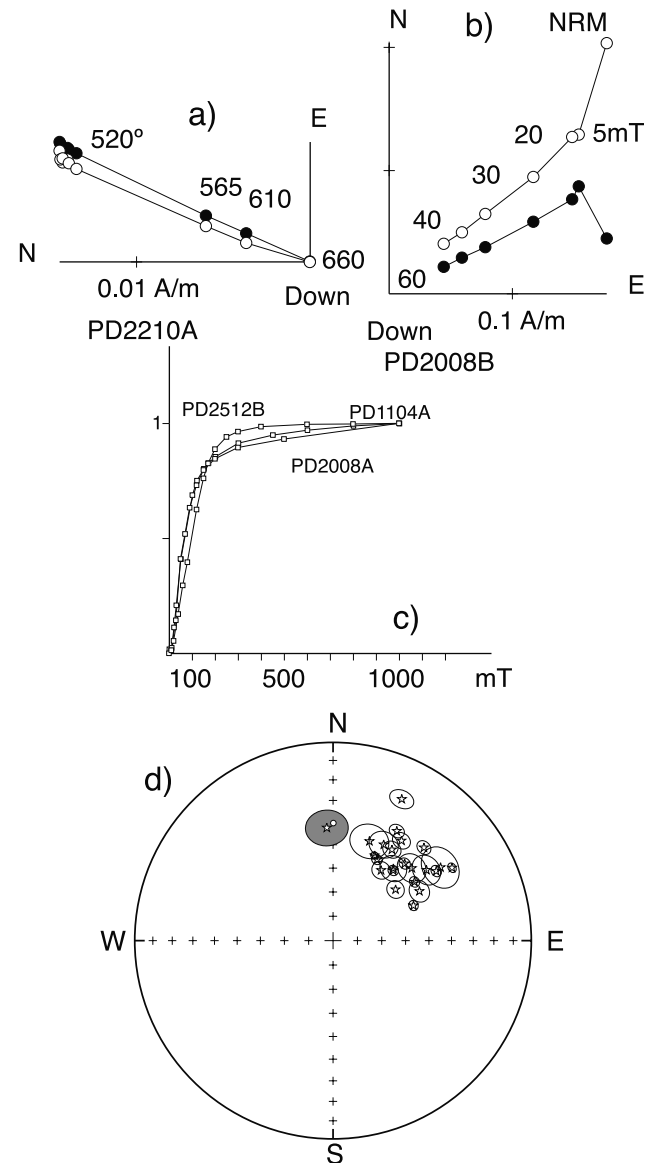 a)
E
520º
565 610
N
660
0.01 A/m
Down
PD2210A
N
b)
NRM
20
5mT
30
40
60
E
0.1 A/m
Down
PD2008B
1
PD2512B
PD1104A
PD2008A
c)
100 500 1000 mT
d)
N
W
E
S